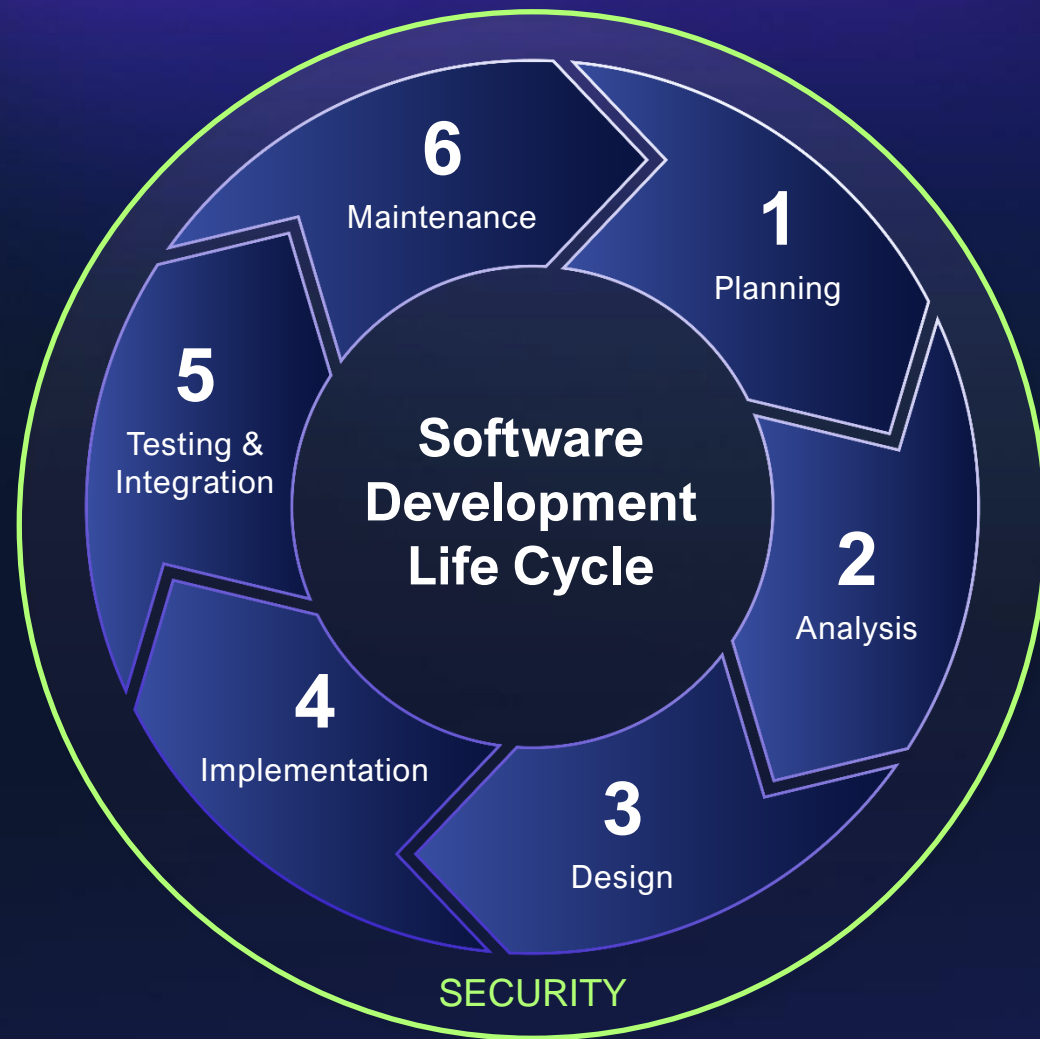 Software
Development
Life Cycle
1
Planning
2
Analysis
3
Design
4
Implementation
5
Testing &
Integration
6
Maintenance
SECURITY